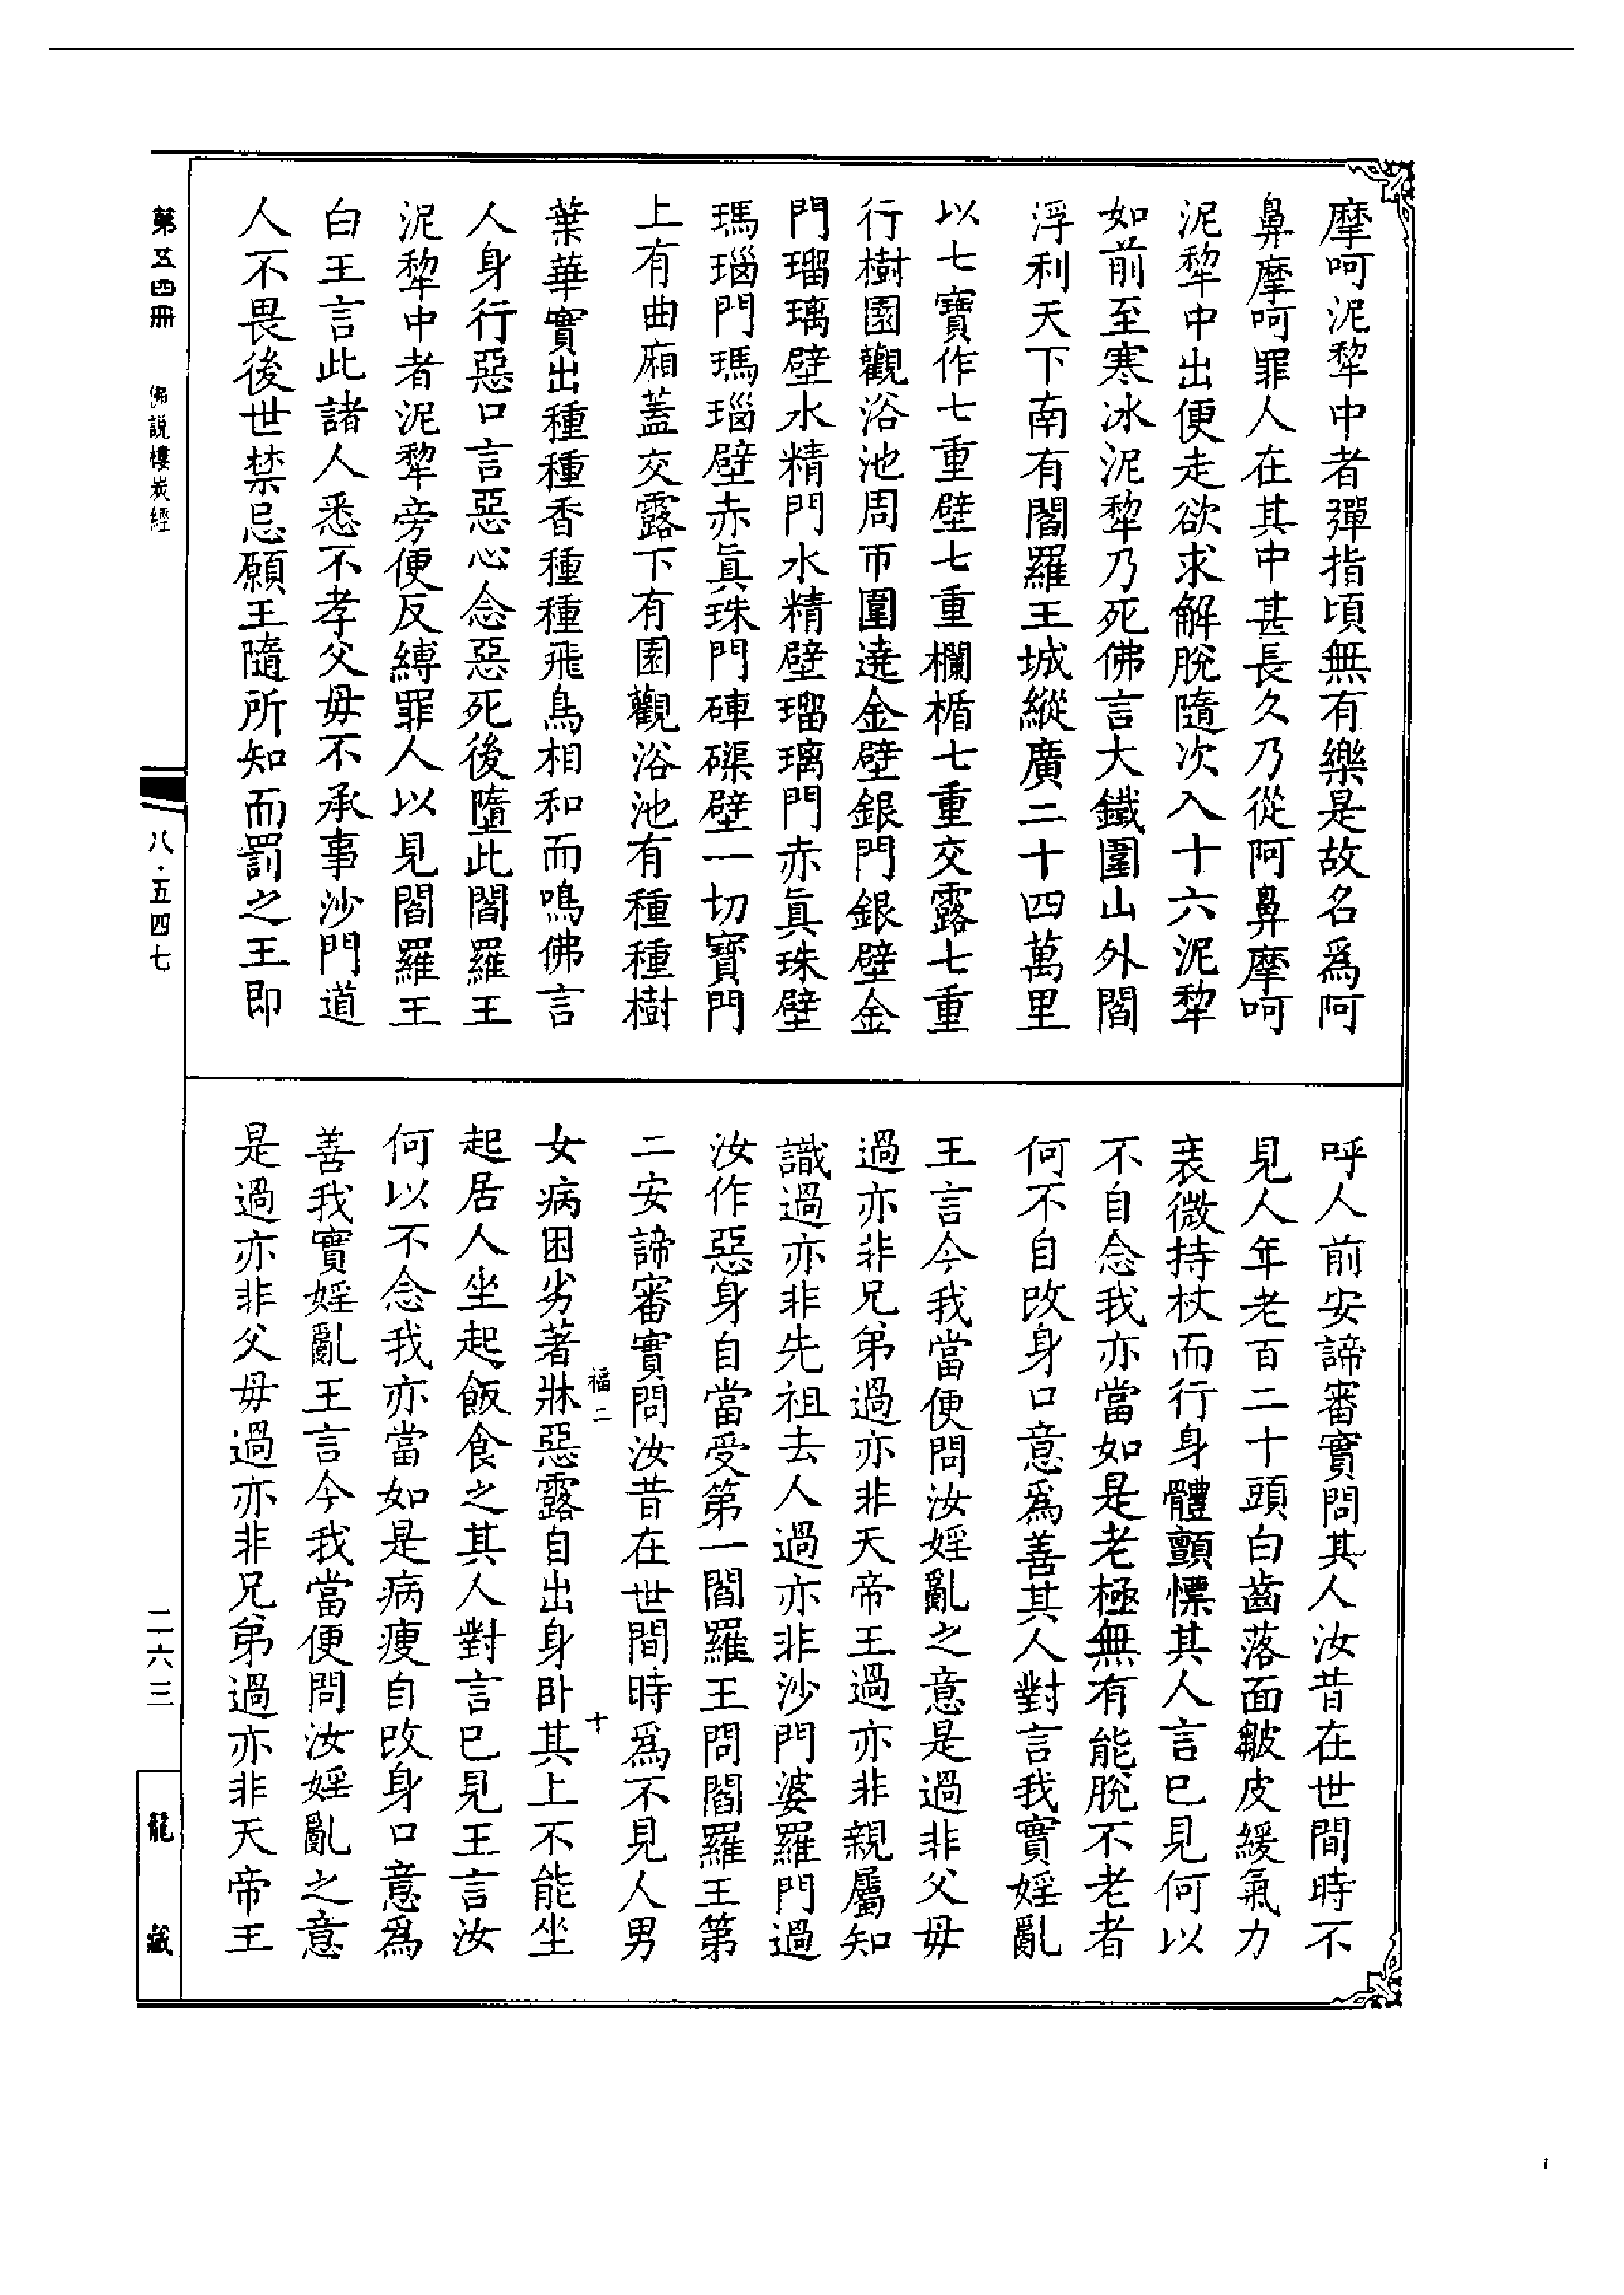 摩呵泥犂中者彈指頃無有樂是故名爲阿
鼻摩呵罪人在其中甚長久乃從阿鼻摩呵
泥犂中出便走欲求解脫隨次入十六泥犂
如前至寒冰泥犂乃死佛言大鐵圍山外閻
浮利天下南有閻羅王城縱廣二十四萬里
以七寶作七重壁七重欄楯七重交露七重
行樹園觀浴池周帀圍遶金壁銀門銀壁金
門瑠璃壁水精門水精壁瑠璃門赤眞珠壁
瑪瑙門瑪瑙壁赤眞珠門硨磲壁一切寶門
上有曲廂蓋交露下有園觀浴池有種種樹
葉華實出種種香種種飛鳥相和而鳴佛言
人身行惡口言惡心念惡死後墮此閻羅王
泥犂中者泥犂旁便反縛罪人以見閻羅王
白王言此諸人悉不孝父母不承事沙門道
人不畏後世禁忌願王隨所知而罰之王即
呼人前安諦審實問其人汝昔在世間時不
見人年老百二十頭白齒落面皺皮緩氣力
衰微持杖而行身體顫慄其人言已見何以
不自念我亦當如是老極無有能脫不老者
何不自改身口意爲善其人對言我實婬亂
王言今我當便問汝婬亂之意是過非父母
過亦非兄弟過亦非天帝王過亦非親屬知
識過亦非先祖去人過亦非沙門婆羅門過
汝作惡身自當受第一閻羅王問閻羅王第
二安諦審實問汝昔在世間時爲不見人男
福二 十
女病困劣著牀惡露自出身卧其上不能坐
起居人坐起飯食之其人對言已見王言汝
何以不念我亦當如是病瘦自改身口意爲
善我實婬亂王言今我當便問汝婬亂之意
是過亦非父母過亦非兄弟過亦非天帝王
第五四冊 佛說樓炭經
八·五四七
二六三
龍藏